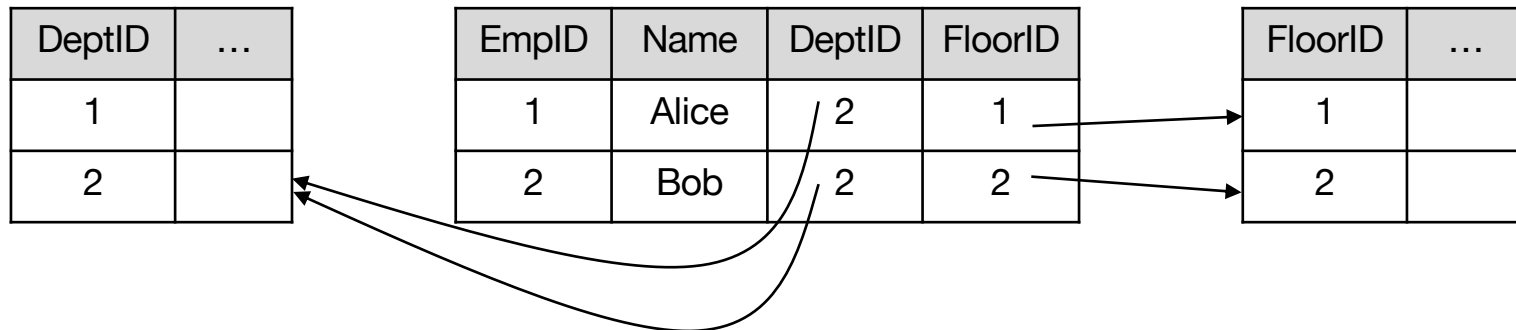 DeptID …
1
2
EmpID Name DeptID FloorID
1 Alice 2 1
2 Bob 2 2
FloorID …
1
2